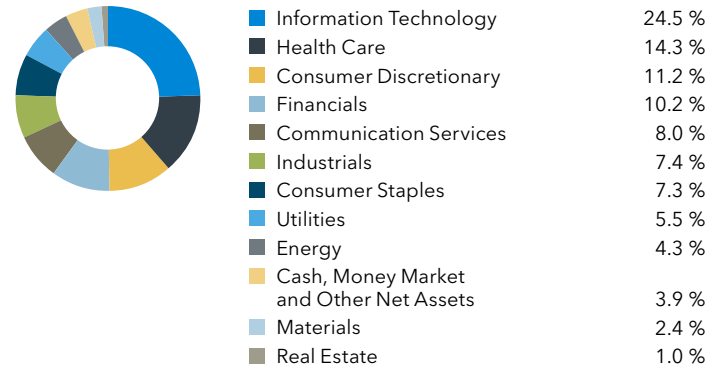 Information Technology 24.5 %
Health Care 14.3 %
Consumer Discretionary 11.2 %
Financials 10.2 %
Communication Services 8.0 %
Industrials 7.4 %
Consumer Staples 7.3 %
Utilities 5.5 %
Energy 4.3 %
Cash, Money Market
and Other Net Assets 3.9 %
Materials 2.4 %
Real Estate 1.0 %